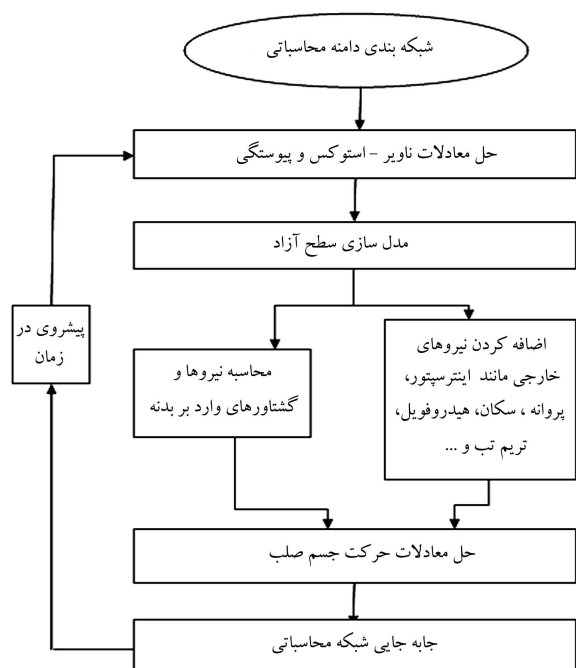 شبکه بندی دامنه محاسباتی
حل معادلات ناویر – استوکس و پیوستگی
مدل سازی سطح آزاد
اضافه کردن نیروهای
خارجی مانند اینترسپتور،
پروانه ، سکان، هیدروفویل،
تریم تب و ...
محاسبه نیروها و
گشتاورهای وارد بر بدنه
پیشروی در
زمان
حل معادلات حرکت جسم صلب
جابه جایی شبکه محاسباتی